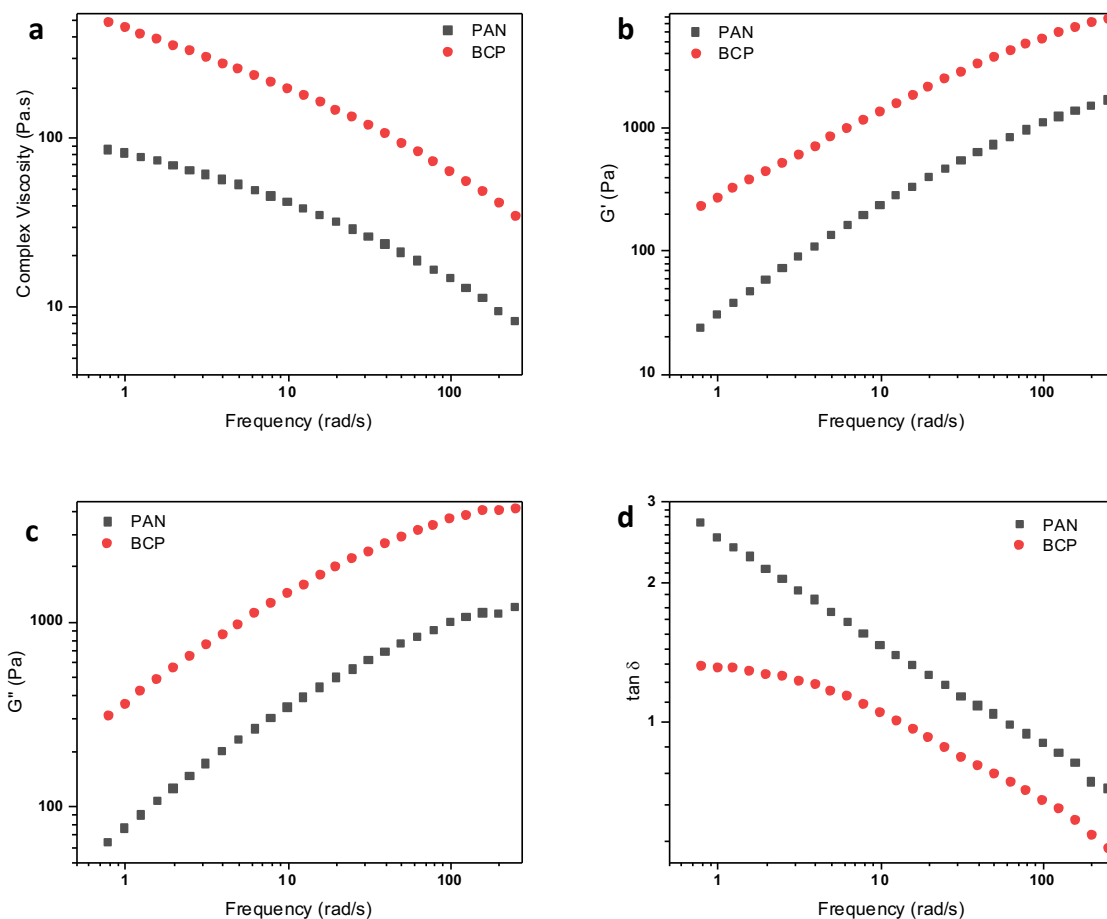 a
PAN
BCP
Complex Viscosity (Pa.s)
100
10
1
10
100
Frequency (rad/s)
b
PAN
BCP
G' (Pa)
1000
100
10
1
10
100
Frequency (rad/s)
c
PAN
BCP
G" (Pa)
1000
100
1
10
100
Frequency (rad/s)
d
PAN
BCP
tan δ
3
2
1
1
10
100
Frequency (rad/s)